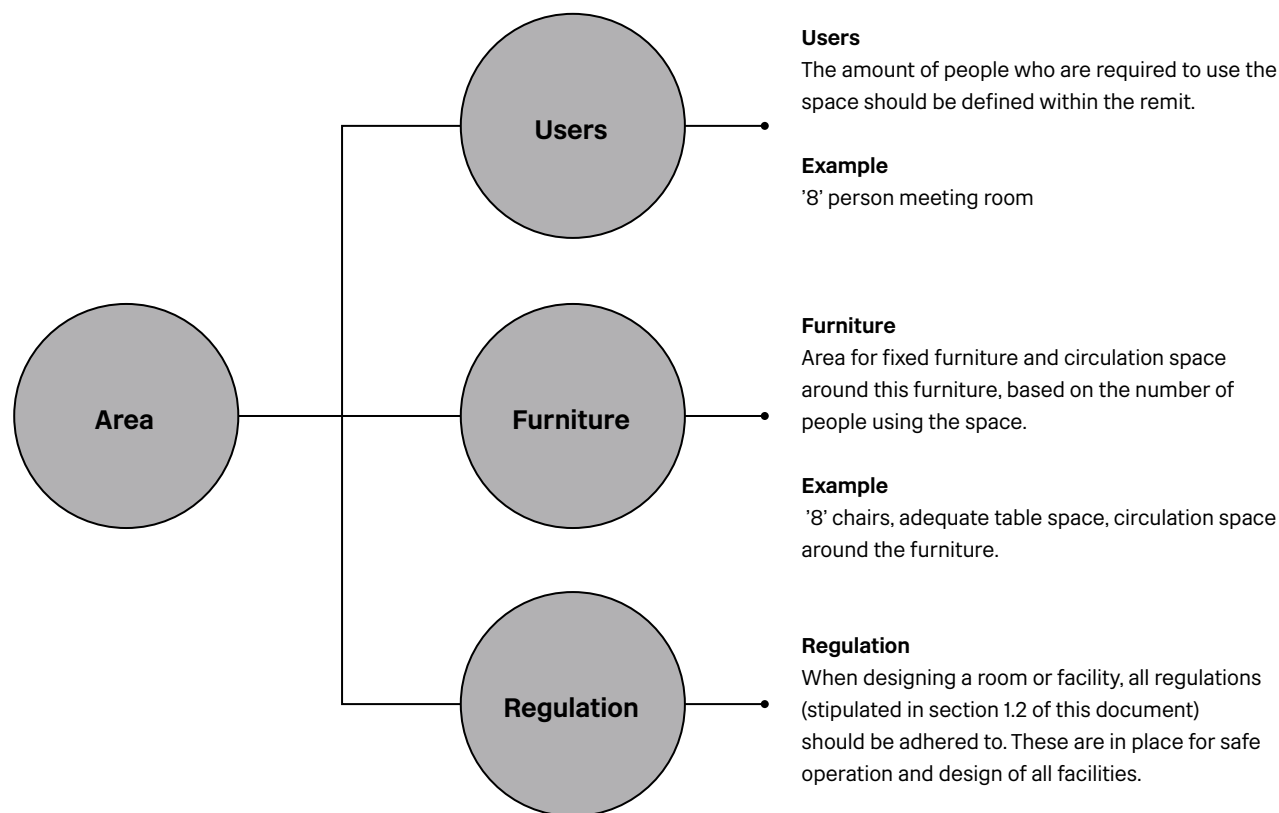 Area
Users
Furniture
Regulation
Users
The amount of people who are required to use the
space should be defined within the remit.
Example
’8’ person meeting room
Furniture
Area for fixed furniture and circulation space
around this furniture, based on the number of
people using the space.
Example
’8’ chairs, adequate table space, circulation space
around the furniture.
Regulation
When designing a room or facility, all regulations
(stipulated in section 1.2 of this document)
should be adhered to. These are in place for safe
operation and design of all facilities.